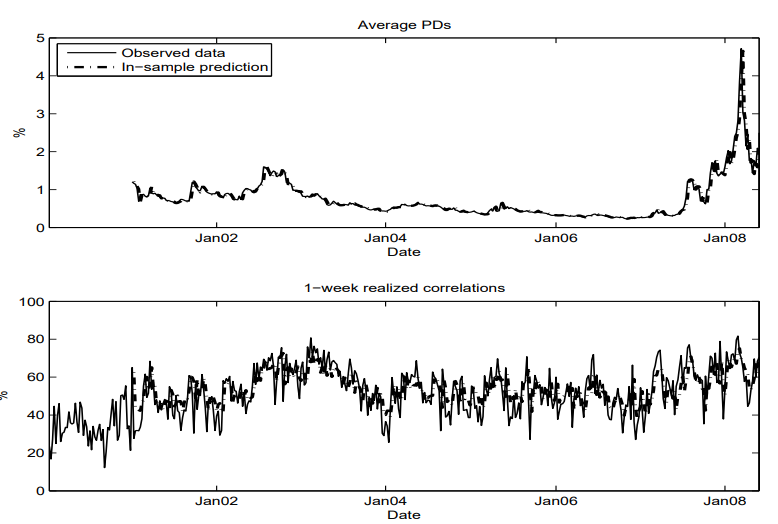 Average PDs
5
4
3
2
1
0
%
Observed data
In−sample prediction
Jan02
Jan04
Jan06
Jan08
Date
1−week realized correlations
100
80
60
40
20
0
%
Jan02
Jan04
Jan06
Jan08
Date